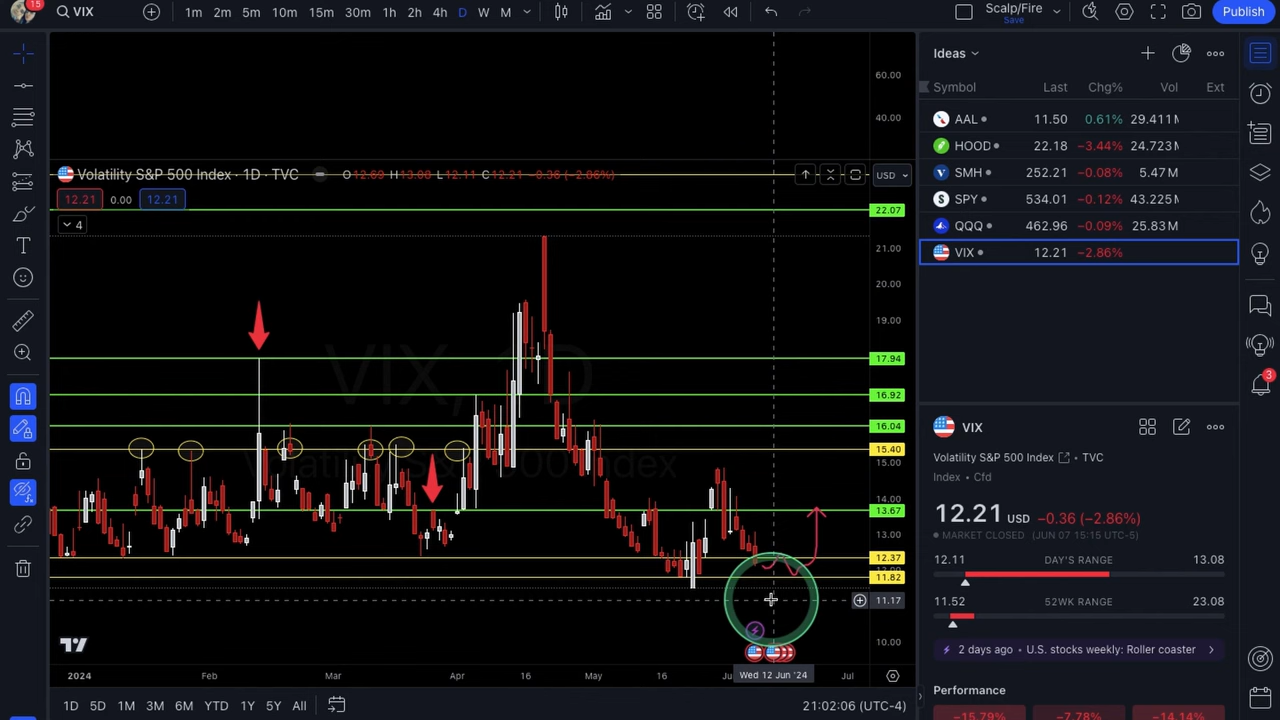 15
VIX
1m 2m 5m 10m 15m 30m 1h 2h 4h D W M
Scalp/Fire
Save
Publish
60.00
40.00
Volatility S&P 500 Index · 1D · TVC
O12.69 H13.08 L12.11 C12.21 −0.36 (−2.86%)
USD
12.21 0.00 12.21
4
22.07
21.00
20.00
19.00
17.94
16.92
16.04
15.40
15.00
14.00
13.67
13.00
12.37
12.00
11.82
11.17
10.00
VIX, 1D
Volatility S&P 500 Index
2024 Feb Mar Apr 16 May 16 Ju Wed 12 Jun '24 Jul
1D 5D 1M 3M 6M YTD 1Y 5Y All
21:02:06 (UTC-4)
Ideas
Symbol Last Chg% Vol Ext
AAL 11.50 0.61% 29.411M
HOOD 22.18 −3.44% 24.723M
SMH 252.21 −0.08% 5.47M
SPY 534.01 −0.12% 43.225M
QQQ 462.96 −0.09% 25.83M
VIX 12.21 −2.86%
3
VIX
Volatility S&P 500 Index · TVC
Index · Cfd
12.21 USD −0.36 (−2.86%)
MARKET CLOSED (JUN 07 15:15 UTC-5)
12.11 DAY'S RANGE 13.08
11.52 52WK RANGE 23.08
2 days ago · U.S. stocks weekly: Roller coaster
Performance
−15.79% −7.78% −14.14%